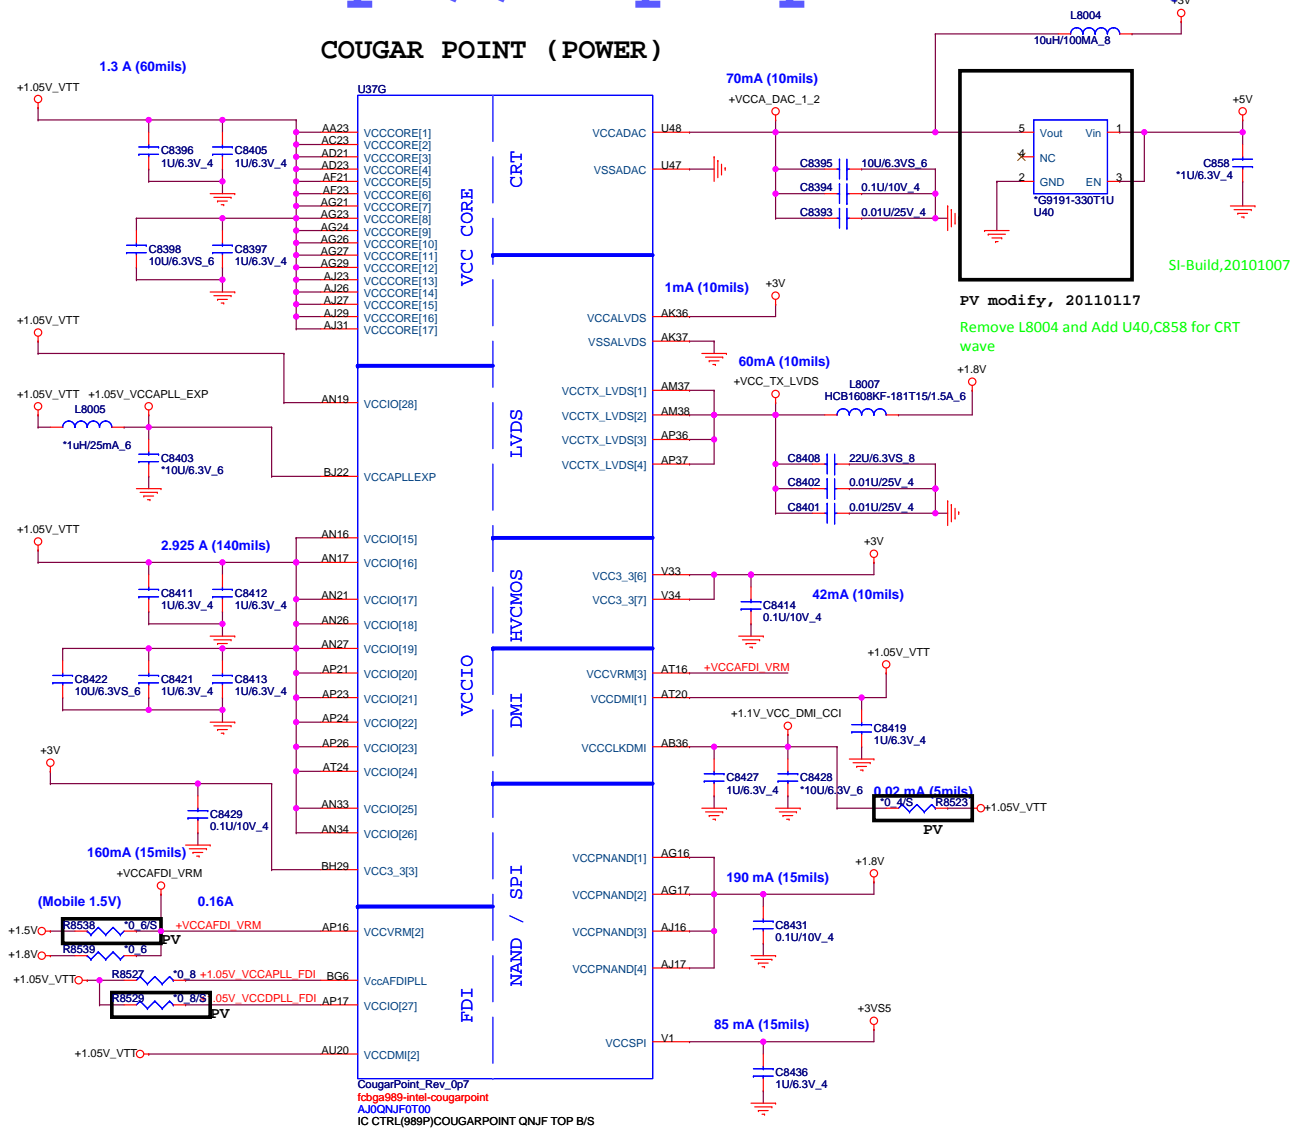 COUGAR POINT (POWER)
L8004
+3V
10uH/100MA_8
1.3 A (60mils)
+1.05V_VTT
U37G
70mA (10mils)
+VCCA_DAC_1_2
+5V
C8396
1U/6.3V_4
C8405
1U/6.3V_4
AA23 VCCCORE[1]
AC23 VCCCORE[2]
AD21 VCCCORE[3]
AD23 VCCCORE[4]
AF21 VCCCORE[5]
AF23 VCCCORE[6]
AG21 VCCCORE[7]
AG23 VCCCORE[8]
AG24 VCCCORE[9]
AG26 VCCCORE[10]
AG27 VCCCORE[11]
AG29 VCCCORE[12]
AJ23 VCCCORE[13]
AJ26 VCCCORE[14]
AJ27 VCCCORE[15]
AJ29 VCCCORE[16]
AJ31 VCCCORE[17]
C8398
10U/6.3VS_6
C8397
1U/6.3V_4
VCC CORE
CRT
VCCADAC U48
VSSADAC U47
C8395 10U/6.3VS_6
C8394 0.1U/10V_4
C8393 0.01U/25V_4
5 Vout Vin 1
4 NC
2 GND EN 3
*G9191-330T1U
U40
C858
*1U/6.3V_4
SI-Build,20101007
PV modify, 20110117
Remove L8004 and Add U40,C858 for CRT
wave
+1.05V_VTT
1mA (10mils)
+3V
VCCALVDS AK36
VSSALVDS AK37
60mA (10mils)
+VCC_TX_LVDS
L8007
HCB1608KF-181T15/1.5A_6
+1.8V
AN19 VCCIO[28]
+1.05V_VTT +1.05V_VCCAPLL_EXP
L8005
*1uH/25mA_6
C8403
*10U/6.3V_6
BJ22 VCCAPLLEXP
LVDS
VCCTX_LVDS[1] AM37
VCCTX_LVDS[2] AM38
VCCTX_LVDS[3] AP36
VCCTX_LVDS[4] AP37
C8408 22U/6.3VS_8
C8402 0.01U/25V_4
C8401 0.01U/25V_4
+1.05V_VTT
2.925 A (140mils)
C8411
1U/6.3V_4
C8412
1U/6.3V_4
C8422
10U/6.3VS_6
C8421
1U/6.3V_4
C8413
1U/6.3V_4
AN16 VCCIO[15]
AN17 VCCIO[16]
AN21 VCCIO[17]
AN26 VCCIO[18]
AN27 VCCIO[19]
AP21 VCCIO[20]
AP23 VCCIO[21]
AP24 VCCIO[22]
AP26 VCCIO[23]
AT24 VCCIO[24]
AN33 VCCIO[25]
AN34 VCCIO[26]
VCCIO
HVCMOS
VCC3_3[6] V33
VCC3_3[7] V34
+3V
C8414
0.1U/10V_4
42mA (10mils)
DMI
VCCVRM[3] AT16 +VCCAFDI_VRM
VCCDMI[1] AT20
+1.05V_VTT
C8419
1U/6.3V_4
+1.1V_VCC_DMI_CCI
VCCCLKDMI AB36
C8427
1U/6.3V_4
C8428
*10U/6.3V_6
0.02 mA (5mils)
*0_4/S R8523
+1.05V_VTT
PV
+3V
C8429
0.1U/10V_4
BH29 VCC3_3[3]
160mA (15mils)
+VCCAFDI_VRM
(Mobile 1.5V)
0.16A
+1.5V R8538 *0_6/S +VCCAFDI_VRM AP16 VCCVRM[2]
PV
+1.8V R8539 *0_6
+1.05V_VTT R8527 *0_8 +1.05V_VCCAPLL_FDI BG6 VccAFDIPLL
R8529 *0_8/S .05V_VCCDPLL_FDI AP17 VCCIO[27]
PV
+1.05V_VTT AU20 VCCDMI[2]
FDI
NAND / SPI
VCCPNAND[1] AG16
VCCPNAND[2] AG17
VCCPNAND[3] AJ16
VCCPNAND[4] AJ17
190 mA (15mils)
+1.8V
C8431
0.1U/10V_4
85 mA (15mils)
+3VS5
VCCSPI V1
C8436
1U/6.3V_4
CougarPoint_Rev_0p7
fcbga989-intel-cougarpoint
AJ0QNJF0T00
IC CTRL(989P)COUGARPOINT QNJF TOP B/S